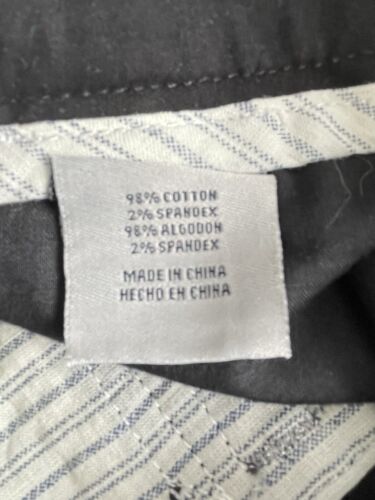 98% COTTON
2% SPANDEX
98% ALGODON
2% SPANDEX
MADE IN CHINA
HECHO EN CHINA